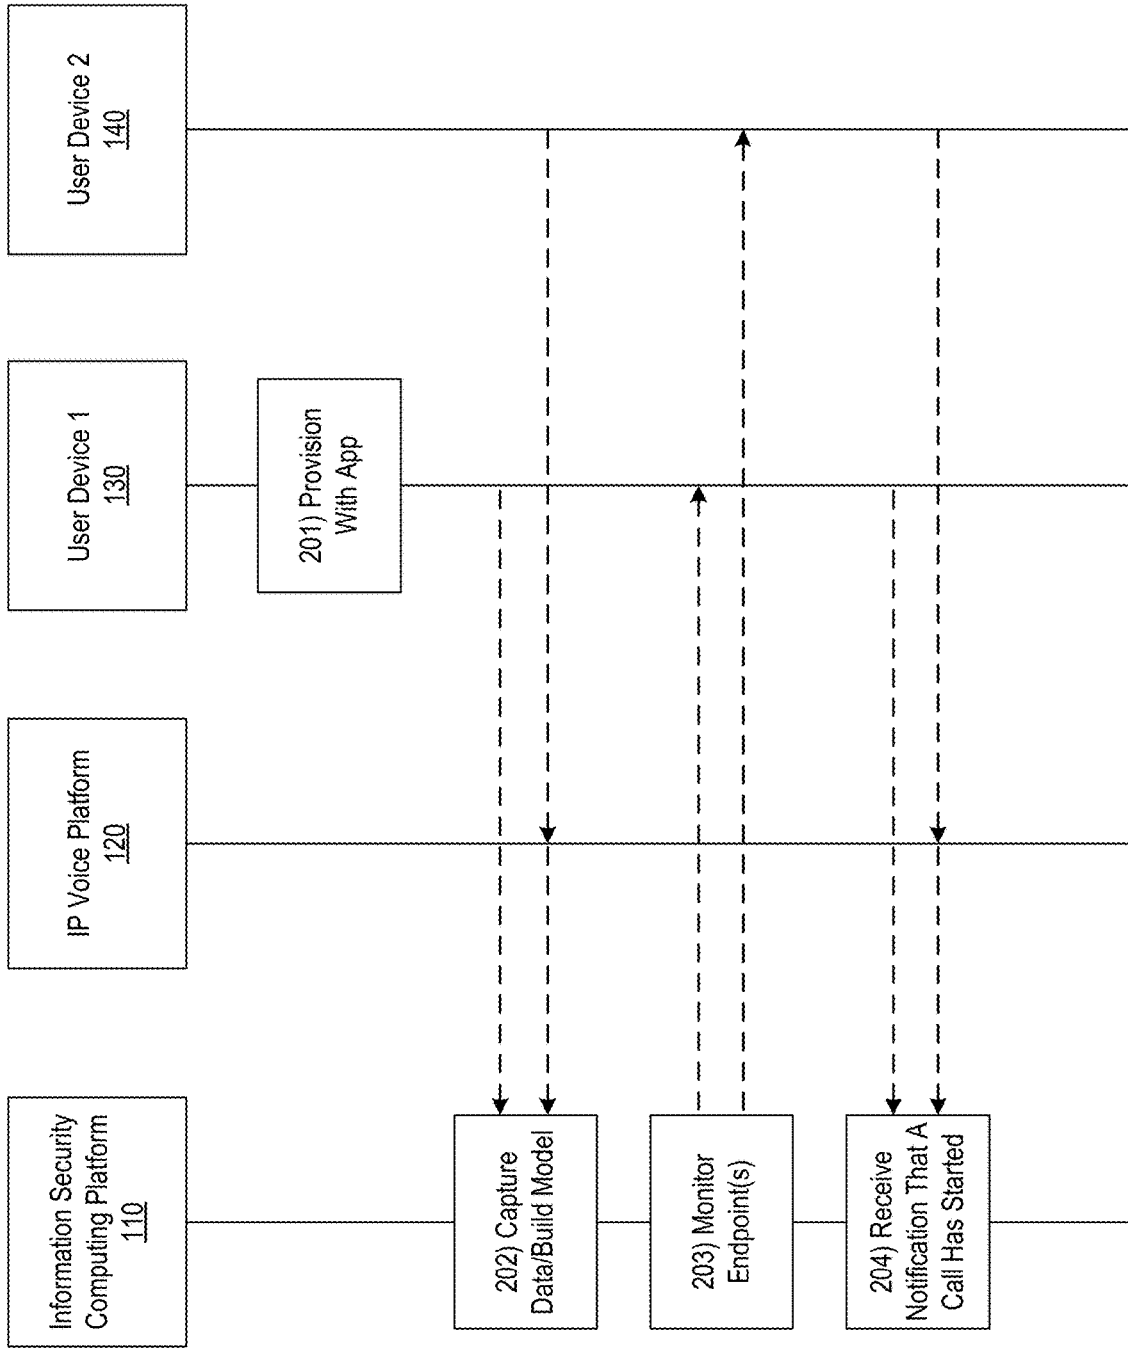 Information Security
Computing Platform
110
IP Voice Platform
120
User Device 1
130
User Device 2
140
201) Provision
With App
202) Capture
Data/Build Model
203) Monitor
Endpoint(s)
204) Receive
Notification That A
Call Has Started